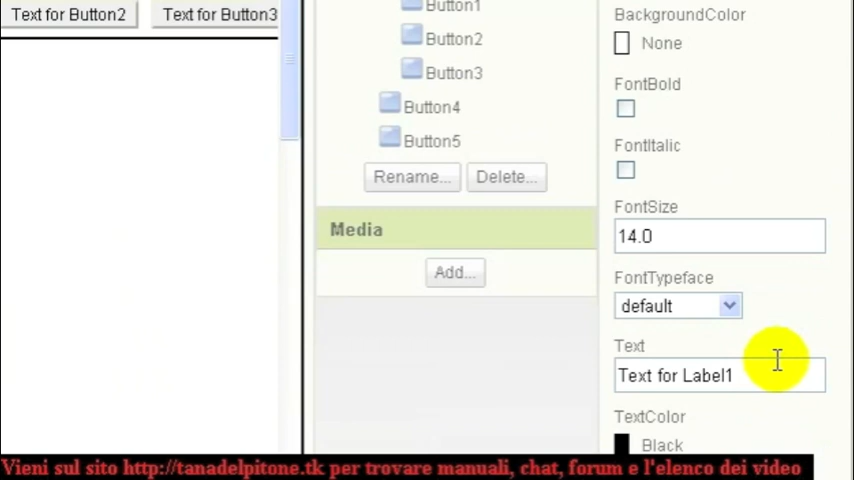 Text for Button2
Text for Button3
Button1
Button2
Button3
Button4
Button5
Rename...
Delete...
Media
Add...
BackgroundColor
None
FontBold
FontItalic
FontSize
14.0
FontTypeface
default
Text
Text for Label1
TextColor
Black
Vieni sul sito http://tanadelpitone.tk per trovare manuali, chat, forum e l'elenco dei video